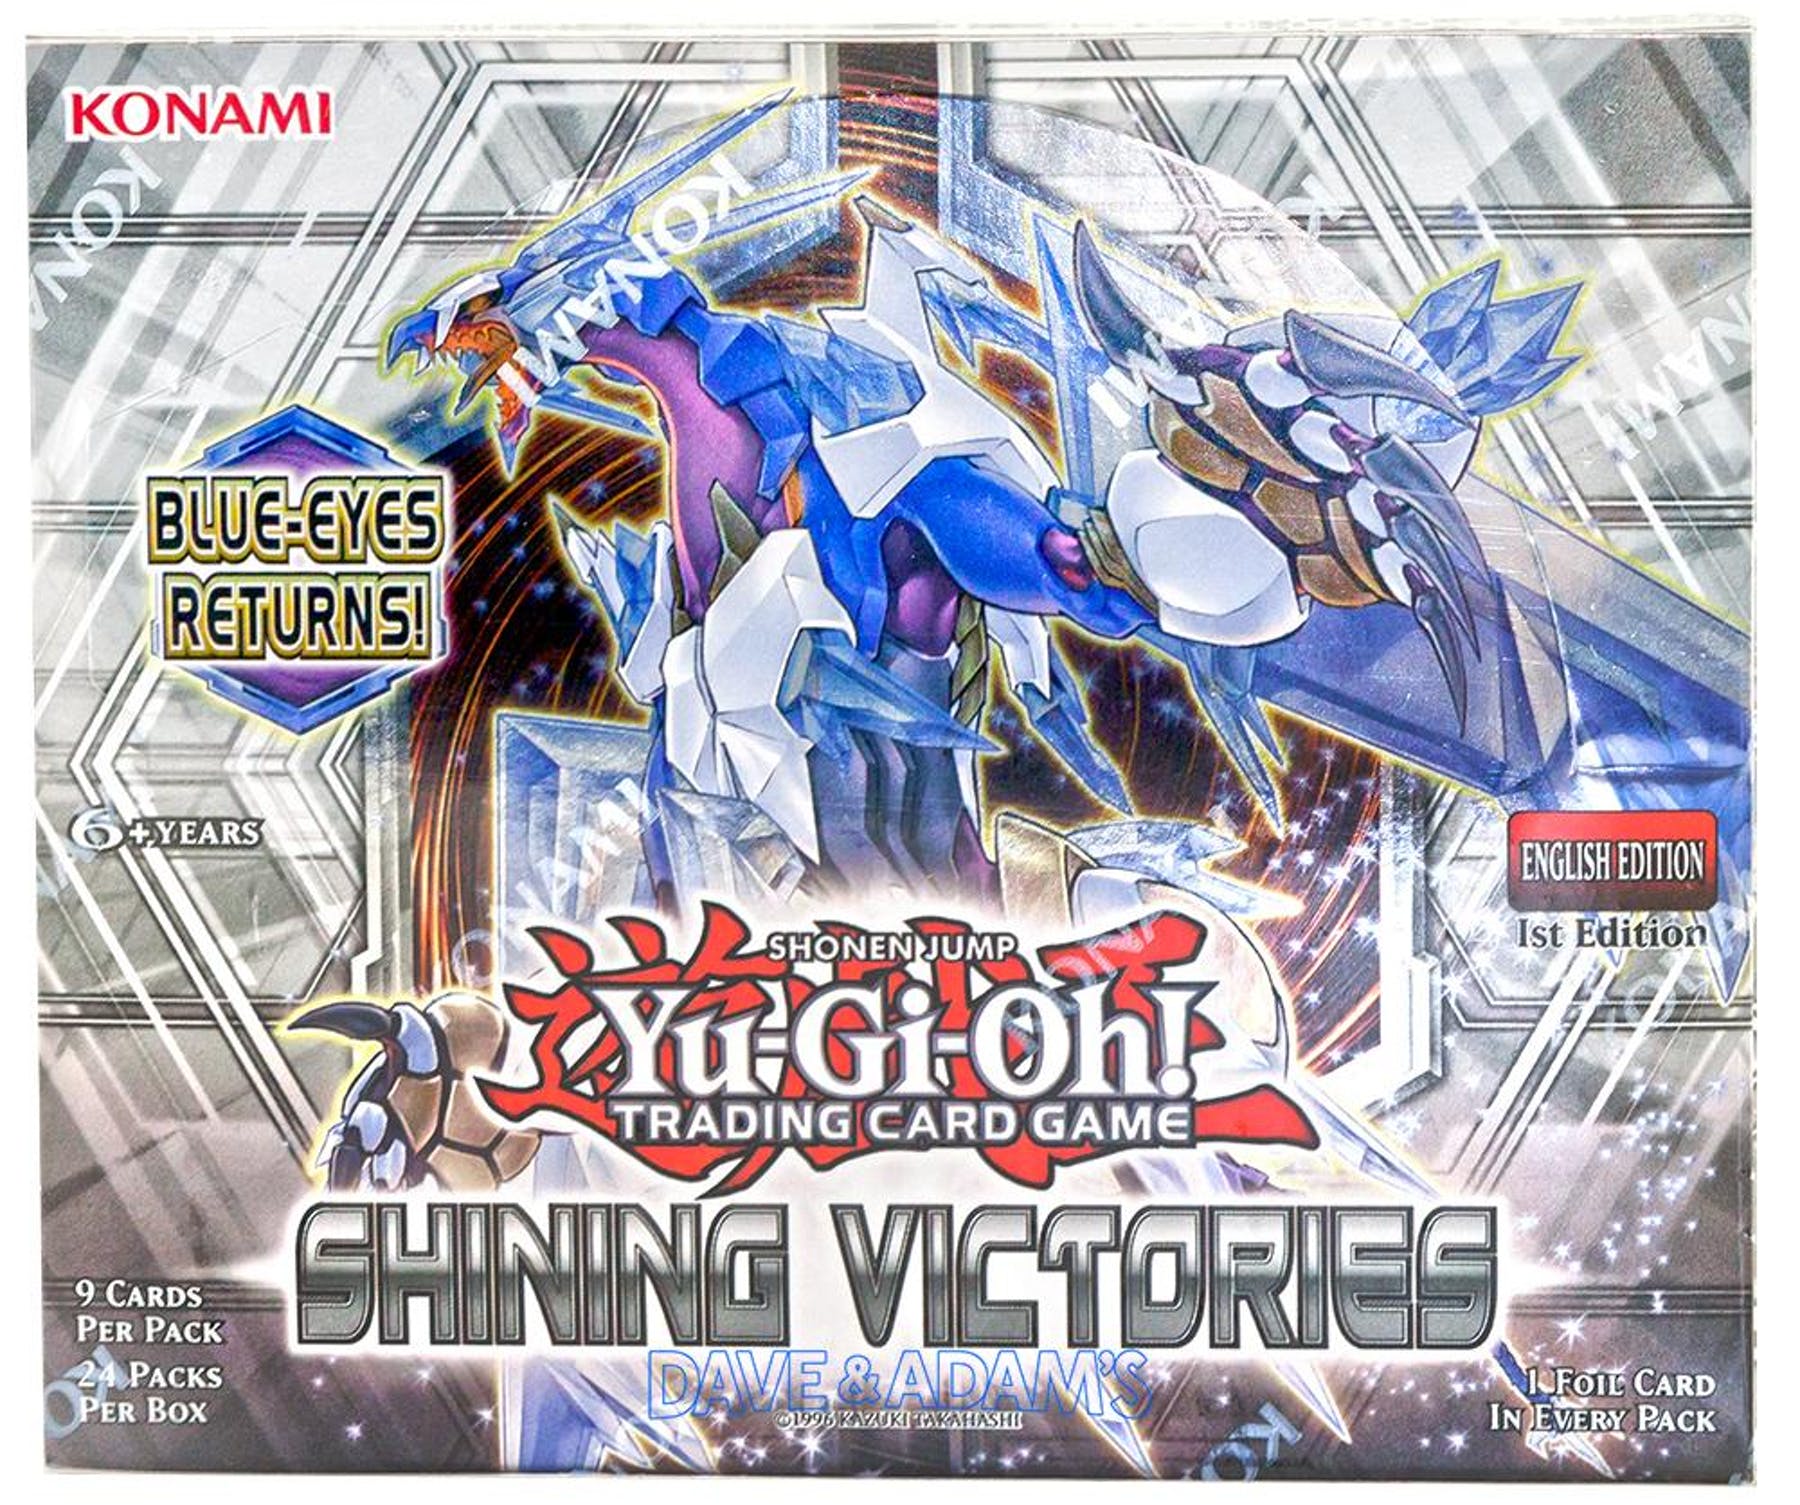 KONAMI
BLUE-EYES
RETURNS!
6+YEARS
ENGLISH EDITION
1st Edition
SHONEN JUMP
Yu-Gi-Oh!
TRADING CARD GAME
SHINING VICTORIES
9 CARDS
PER PACK
24 PACKS
PER BOX
DAVE & ADAM'S
©1996 KAZUKI TAKAHASHI
1 FOIL CARD
IN EVERY PACK